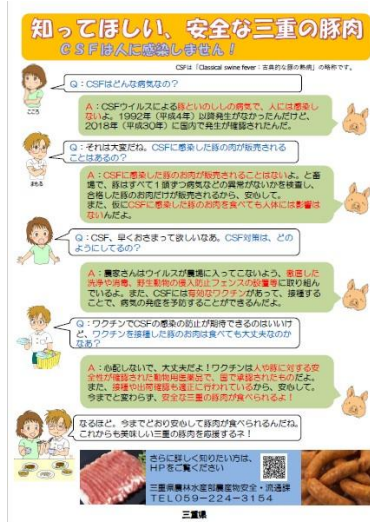 知ってほしい、安全な三重の豚肉
CSFは人に感染しません！
CSFは「Classical swine fever：古典的な豚の熱病」の略称です。
Q：CSFはどんな病気なの？
こころ
A：CSFウイルスによる豚といのししの病気で、人には感染し
ないよ。1992年（平成4年）以降発生がなかったんだけど、
2018年（平成30年）に国内で発生が確認されたんだ。
Q：それは大変だね。CSFに感染した豚の肉が販売される
ことはあるの？
まもる
A：CSFに感染した豚のお肉が販売されることはないよ。と畜
場で、豚はすべて1頭ずつ病気などの異常がないかを検査し、
合格した豚のお肉だけが販売されるから、安心して。
また、仮にCSFに感染した豚のお肉を食べても人体には影響は
ないんだよ。
Q：CSF、早くおさまって欲しいなあ。CSF対策は、どの
ようにしてるの？
A：農家さんはウイルスが農場に入ってこないよう、徹底した
洗浄や消毒、野生動物の侵入防止フェンスの設置等に取り組ん
でいるよ。また、CSFには有効なワクチンがあって、接種する
ことで、病気の発症を予防することができるんだよ。
Q：ワクチンでCSFの感染の防止が期待できるのはいいけ
ど、ワクチンを接種した豚のお肉は食べても大丈夫なのか
なあ？
A：心配しないで、大丈夫だよ！ワクチンは人や豚に対する安
全性が確認された動物用医薬品で、国で承認されたものだよ。
また、接種や出荷確認も適正に行われているから、安心して。
今までと変わらず、安全な三重の豚肉が食べられるよ！
なるほど。今までどおり安心して豚肉が食べられるんだね。
これからも美味しい三重の豚肉を応援するネ！
さらに詳しく知りたい方は、
HPをご覧ください
三重県農林水産部農産物安全・流通課
TEL059-224-3154
三重県